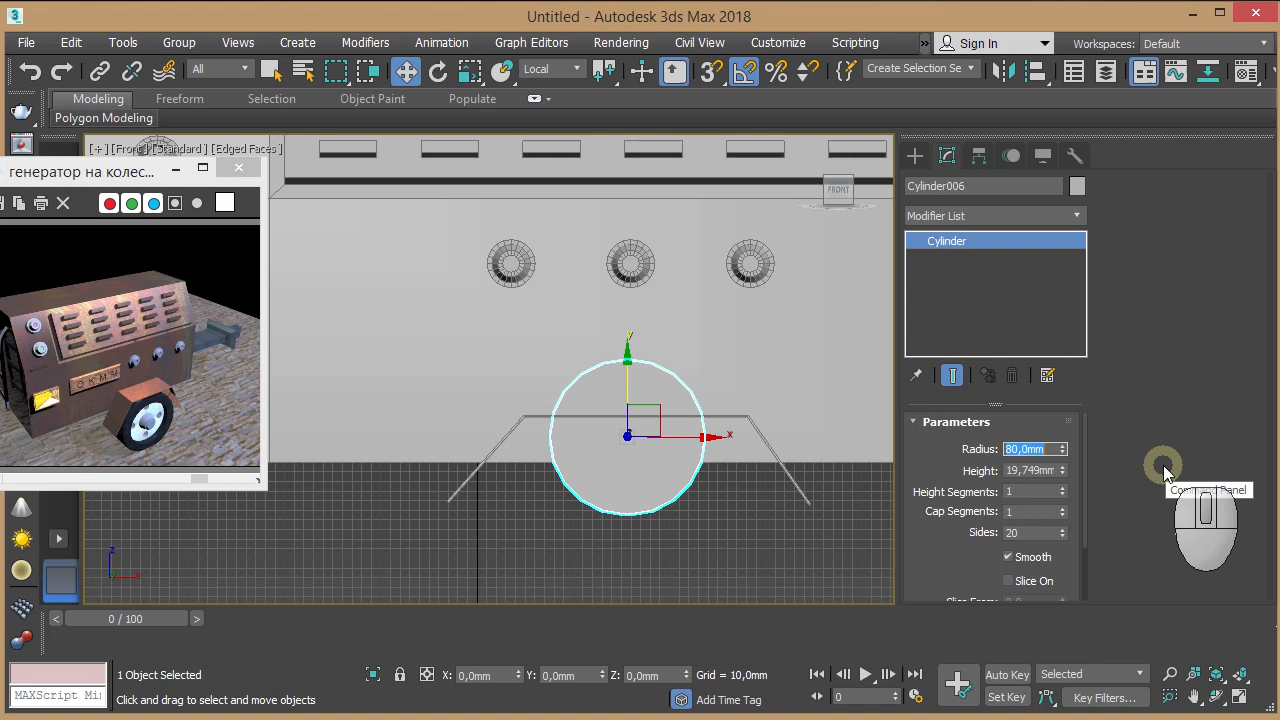 Untitled - Autodesk 3ds Max 2018
File Edit Tools Group Views Create Modifiers Animation Graph Editors Rendering Civil View Customize Scripting » Sign In Workspaces: Default
All Local Create Selection Se
Modeling Freeform Selection Object Paint Populate
Polygon Modeling
[+] [Front] [Standard] [Edged Faces]
генератор на колес...
FRONT
Cylinder006
Modifier List
Cylinder
Parameters
Radius: 80,0mm
Height: 19,749mm
Height Segments: 1
Cap Segments: 1
Sides: 20
Smooth
Slice On
Command Panel
y
x
z
x
0 / 100
1 Object Selected X: 0,0mm Y: 0,0mm Z: 0,0mm Grid = 10,0mm Auto Key Selected
MAXScript Mi Click and drag to select and move objects Add Time Tag 0 Set Key Key Filters...